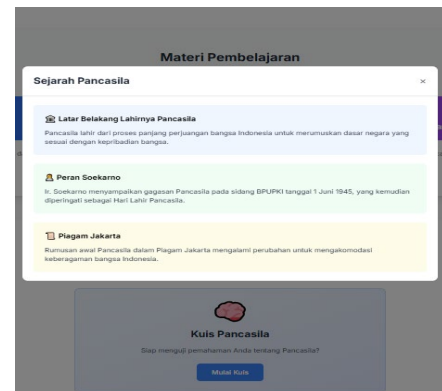 Materi Pembelajaran
Sejarah Pancasila ×
Latar Belakang Lahirnya Pancasila
Pancasila lahir dari proses panjang perjuangan bangsa Indonesia untuk merumuskan dasar negara yang
sesuai dengan kepribadian bangsa.
Peran Soekarno
Ir. Soekarno menyampaikan gagasan Pancasila pada sidang BPUPKI tanggal 1 Juni 1945, yang kemudian
diperingati sebagai Hari Lahir Pancasila.
Piagam Jakarta
Rumusan awal Pancasila dalam Piagam Jakarta mengalami perubahan untuk mengakomodasi
keberagaman bangsa Indonesia.
Kuis Pancasila
Siap menguji pemahaman Anda tentang Pancasila?
Mulai Kuis